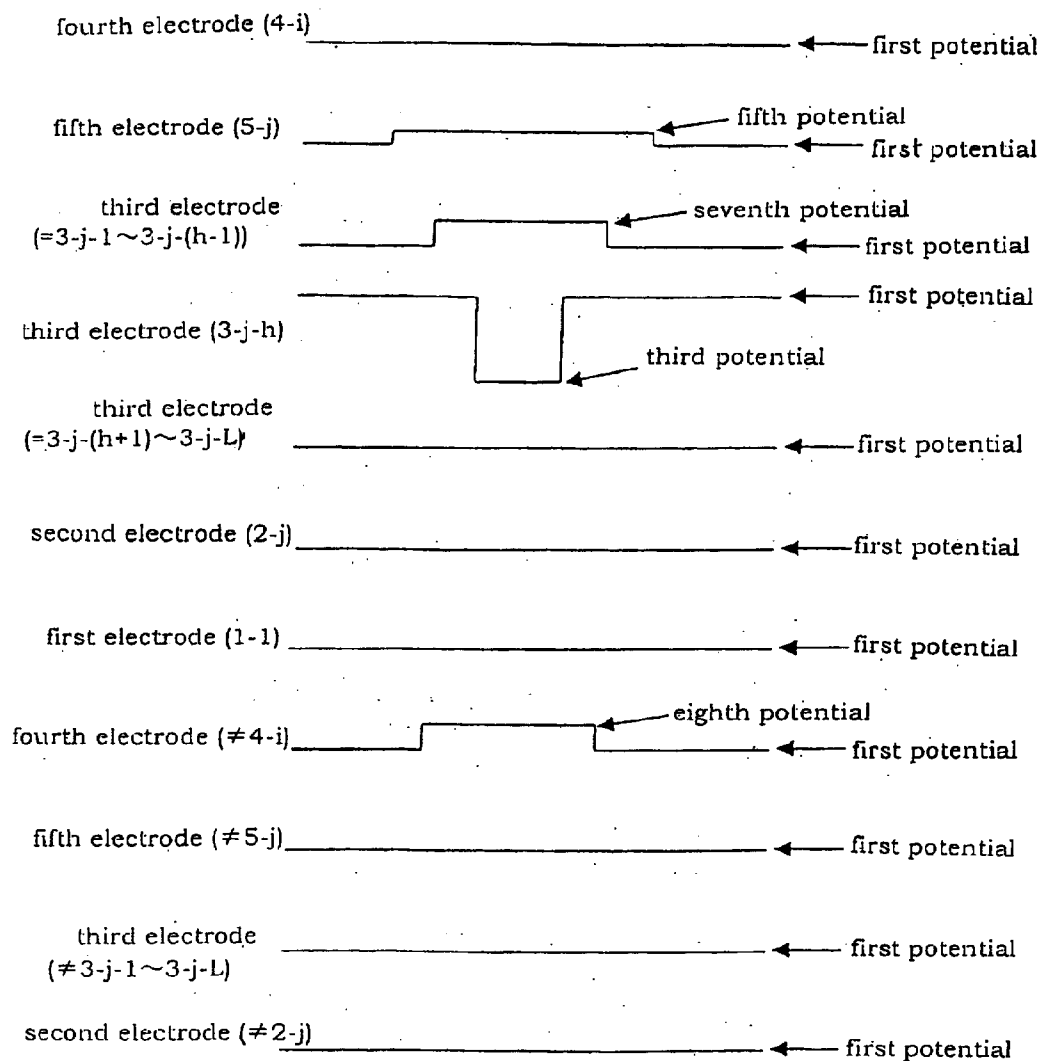 fourth electrode (4-i)
first potential
fifth electrode (5-j)
fifth potential
first potential
third electrode
(=3-j-1~3-j-(h-1))
seventh potential
first potential
first potential
third electrode (3-j-h)
third potential
third electrode
(=3-j-(h+1)~3-j-L)
first potential
second electrode (2-j)
first potential
first electrode (1-1)
first potential
eighth potential
fourth electrode (≠4-i)
first potential
fifth electrode (≠5-j)
first potential
third electrode
(≠3-j-1~3-j-L)
first potential
second electrode (≠2-j)
first potential